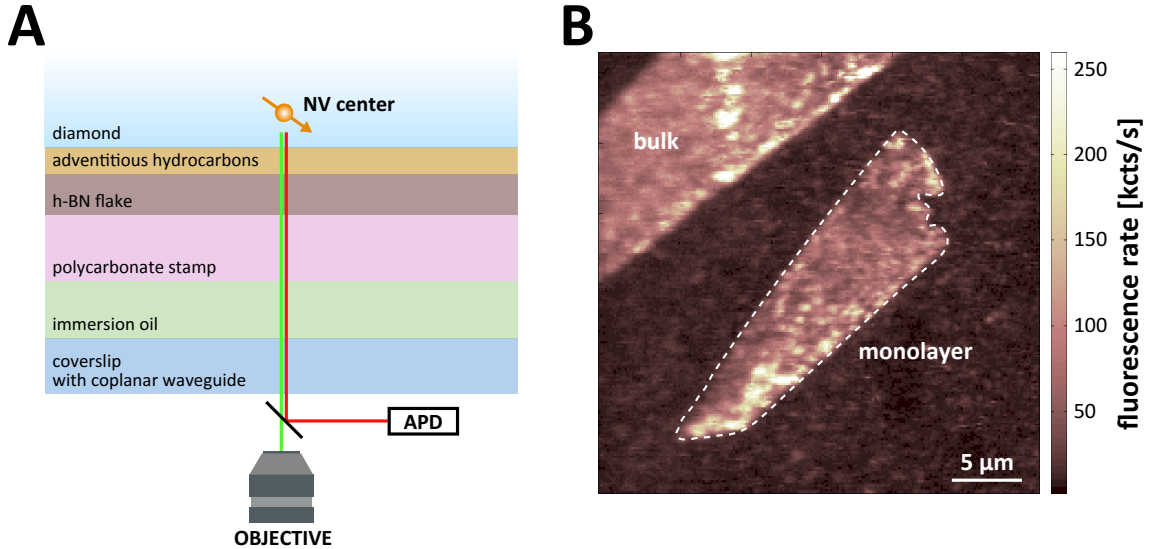 A
NV center
diamond
adventitious hydrocarbons
h-BN flake
polycarbonate stamp
immersion oil
coverslip
with coplanar waveguide
APD
OBJECTIVE
B
bulk
monolayer
5 µm
250
200
150
100
50
fluorescence rate [kcts/s]